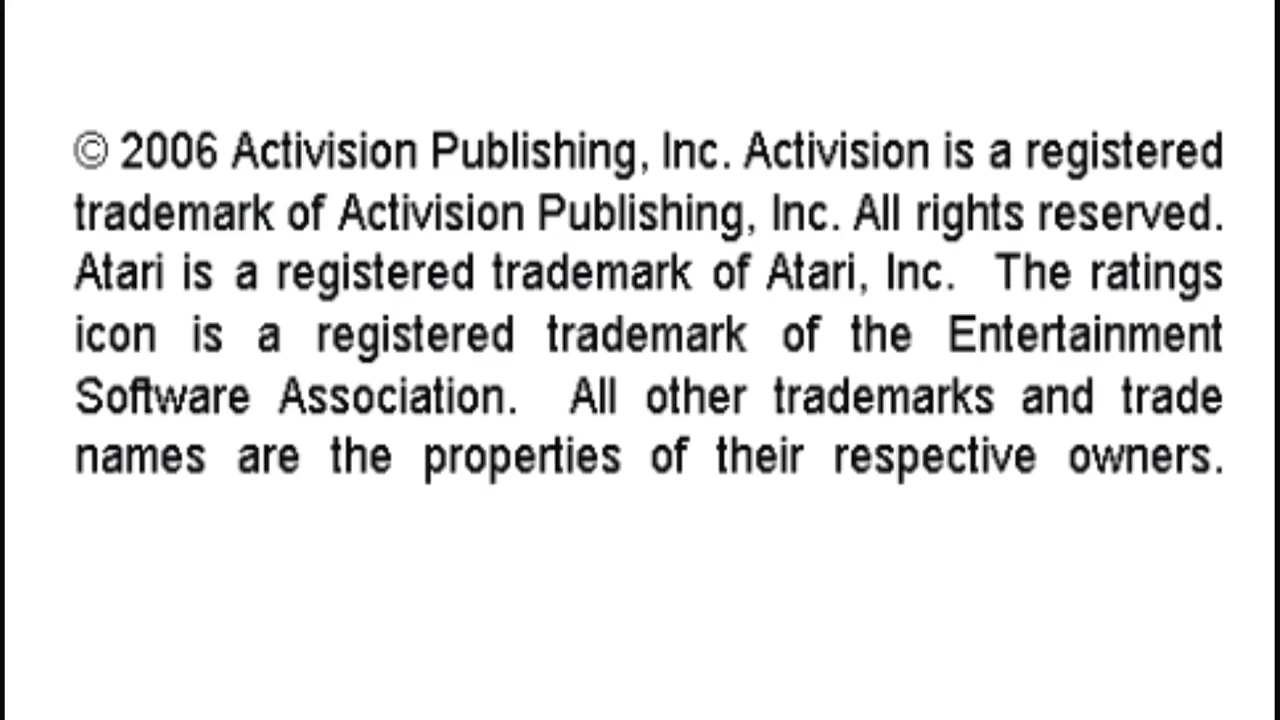 © 2006 Activision Publishing, Inc. Activision is a registered
trademark of Activision Publishing, Inc. All rights reserved.
Atari is a registered trademark of Atari, Inc.  The ratings
icon is a registered trademark of the Entertainment
Software Association.  All other trademarks and trade
names are the properties of their respective owners.